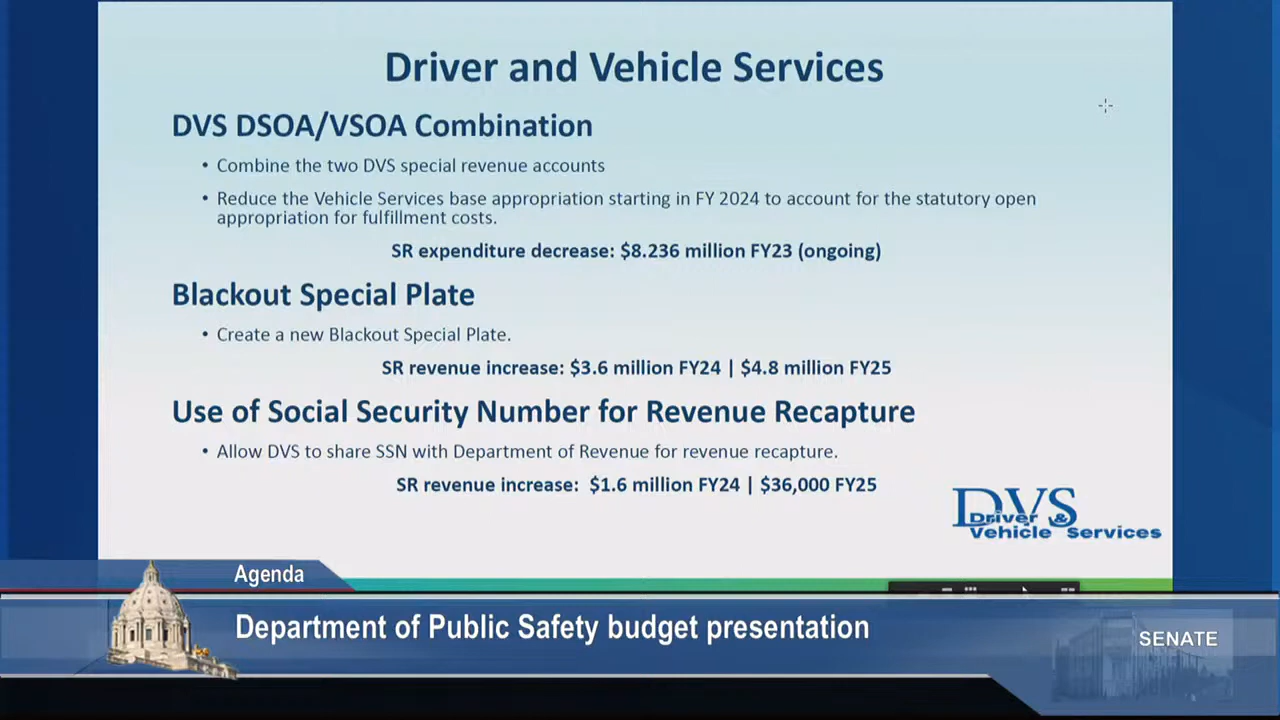 Driver and Vehicle Services
DVS DSOA/VSOA Combination
• Combine the two DVS special revenue accounts
• Reduce the Vehicle Services base appropriation starting in FY 2024 to account for the statutory open
appropriation for fulfillment costs.
SR expenditure decrease: $8.236 million FY23 (ongoing)
Blackout Special Plate
• Create a new Blackout Special Plate.
SR revenue increase: $3.6 million FY24 | $4.8 million FY25
Use of Social Security Number for Revenue Recapture
• Allow DVS to share SSN with Department of Revenue for revenue recapture.
SR revenue increase:  $1.6 million FY24 | $36,000 FY25
DVS
Driver &
Vehicle Services
Agenda
Department of Public Safety budget presentation
SENATE